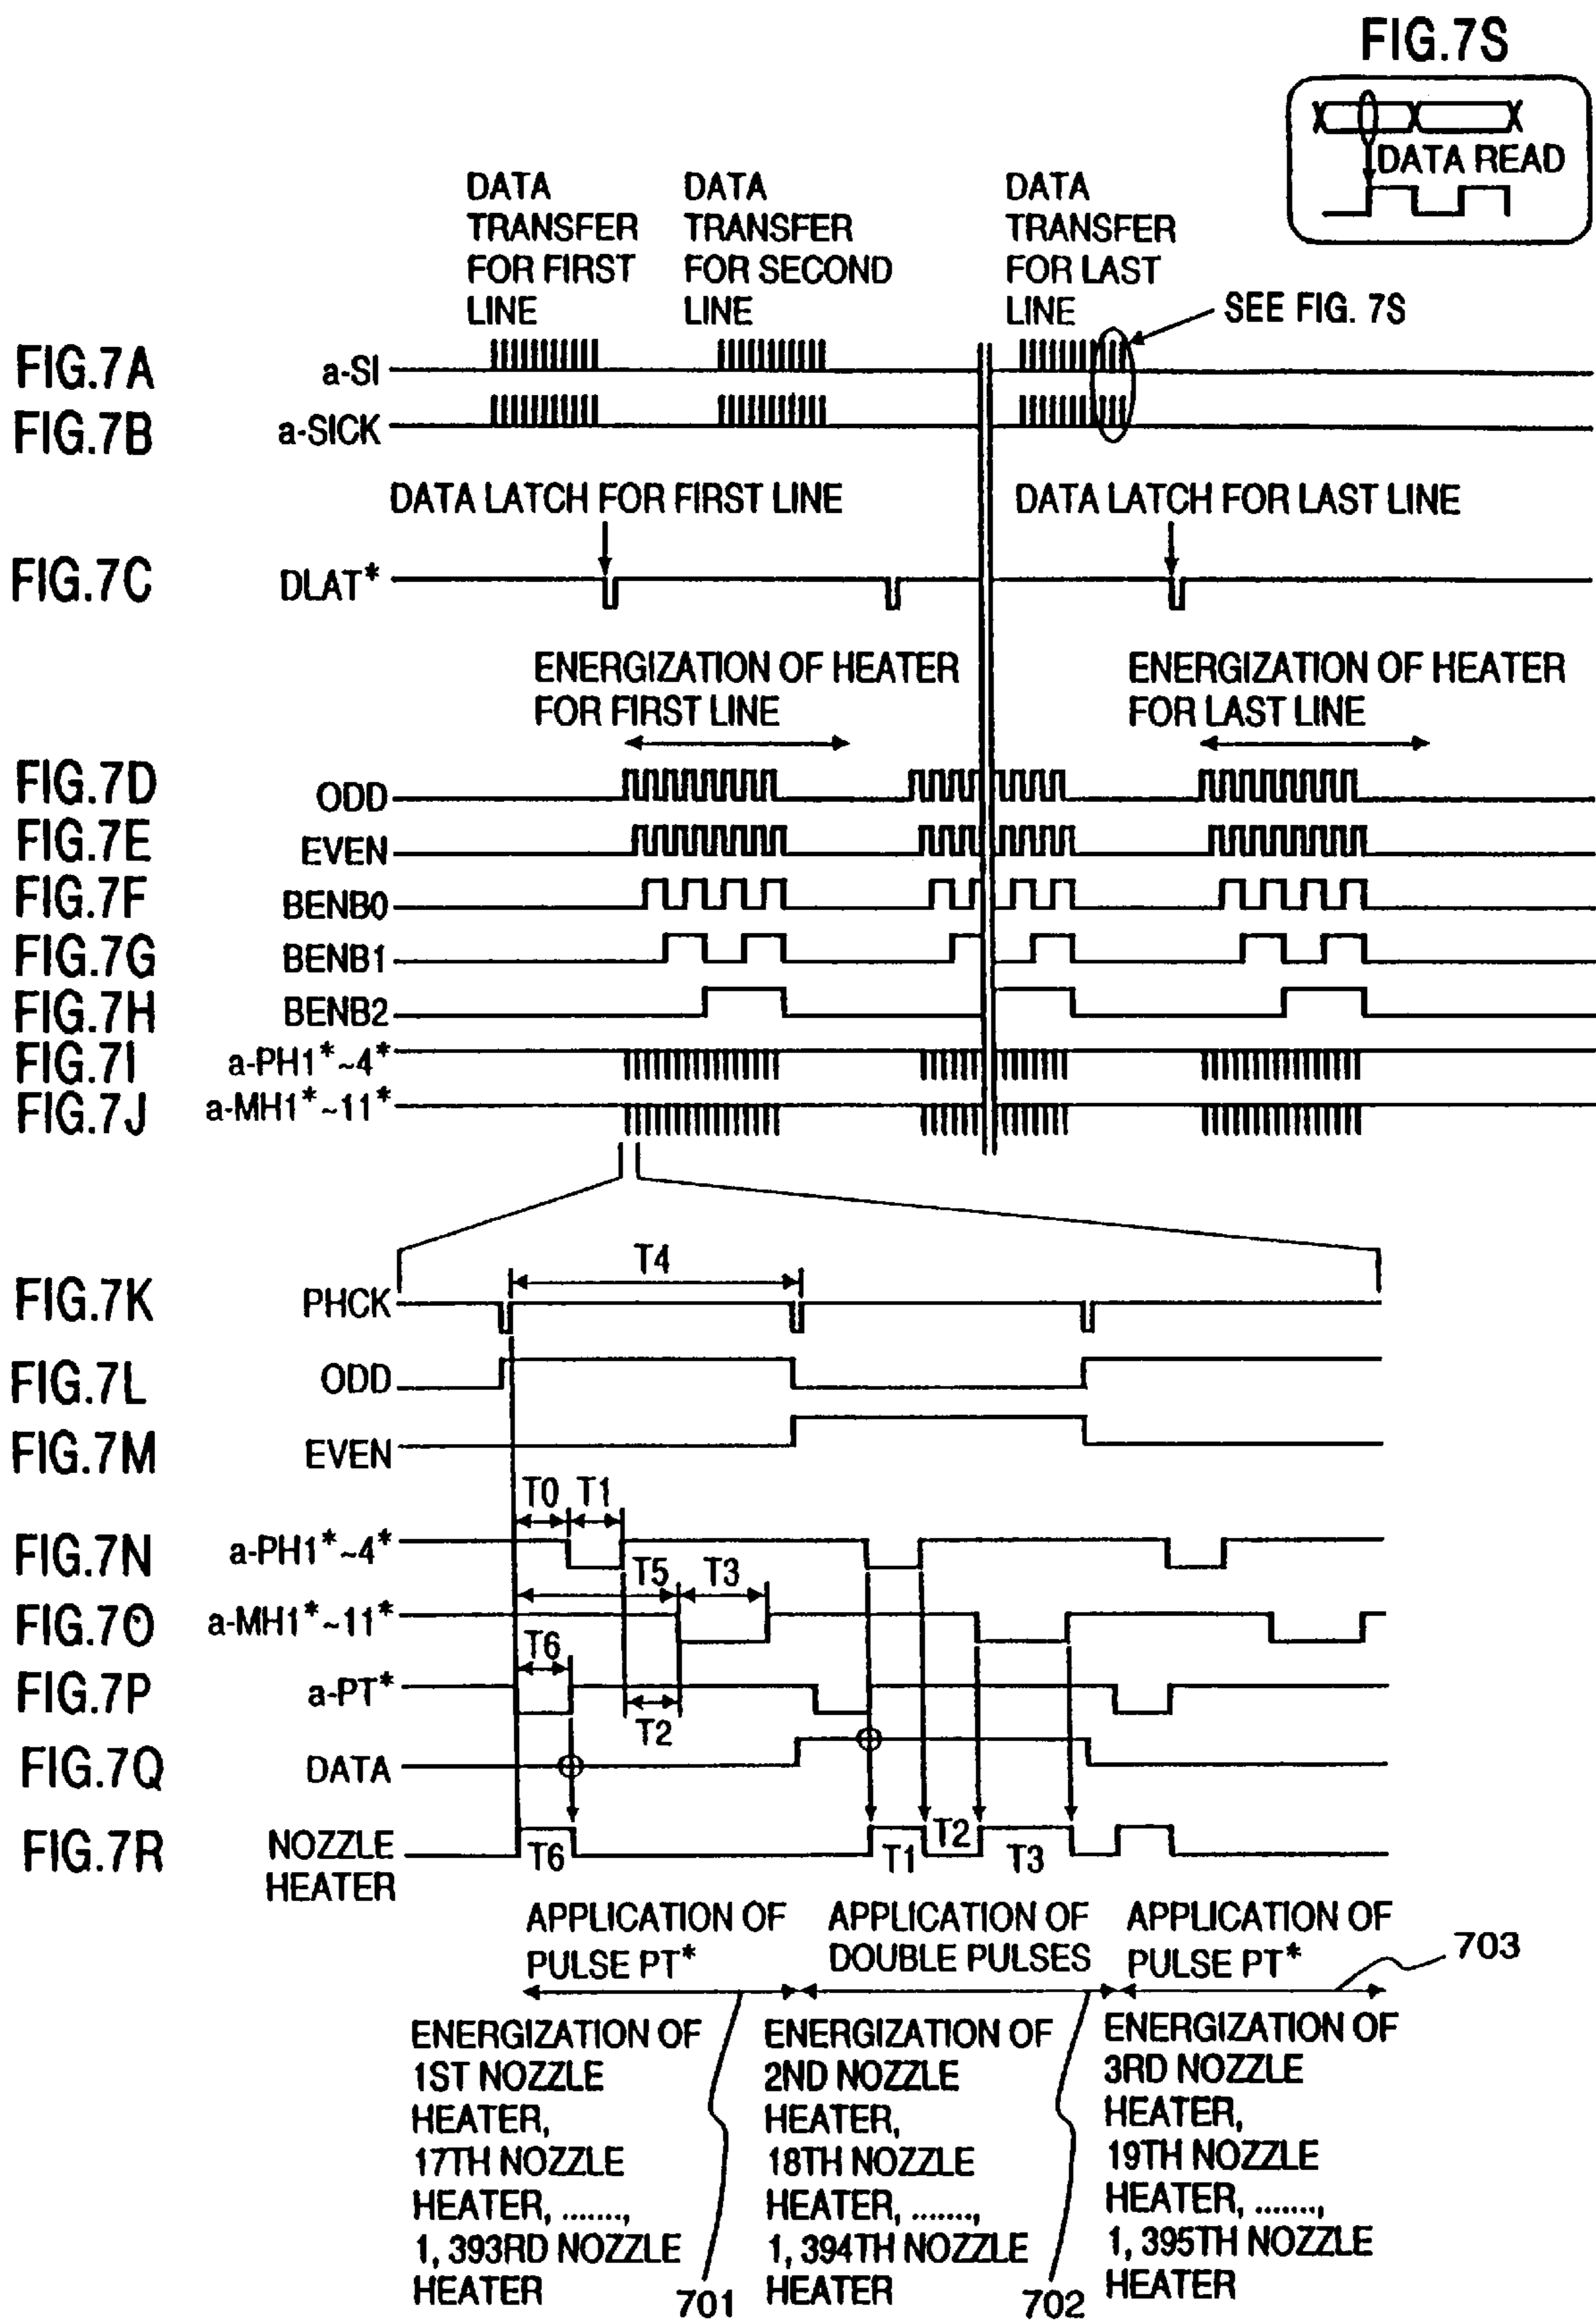 FIG.7S
DATA READ
DATA TRANSFER FOR FIRST LINE
DATA TRANSFER FOR SECOND LINE
DATA TRANSFER FOR LAST LINE
SEE FIG. 7S
FIG.7A a-SI
FIG.7B a-SICK
DATA LATCH FOR FIRST LINE
DATA LATCH FOR LAST LINE
FIG.7C DLAT*
ENERGIZATION OF HEATER FOR FIRST LINE
ENERGIZATION OF HEATER FOR LAST LINE
FIG.7D ODD
FIG.7E EVEN
FIG.7F BENB0
FIG.7G BENB1
FIG.7H BENB2
FIG.7I a-PH1*~4*
FIG.7J a-MH1*~11*
T4
FIG.7K PHCK
FIG.7L ODD
FIG.7M EVEN
T0 T1
FIG.7N a-PH1*~4*
T5 T3
FIG.7O a-MH1*~11*
T6
FIG.7P a-PT*
T2
FIG.7Q DATA
FIG.7R NOZZLE HEATER
T6 T1 T2 T3
APPLICATION OF PULSE PT*
APPLICATION OF DOUBLE PULSES
APPLICATION OF PULSE PT*
703
ENERGIZATION OF
1ST NOZZLE
HEATER,
17TH NOZZLE
HEATER, ........,
1, 393RD NOZZLE
HEATER
701
ENERGIZATION OF
2ND NOZZLE
HEATER,
18TH NOZZLE
HEATER, ........,
1, 394TH NOZZLE
HEATER
702
ENERGIZATION OF
3RD NOZZLE
HEATER,
19TH NOZZLE
HEATER, ........,
1, 395TH NOZZLE
HEATER